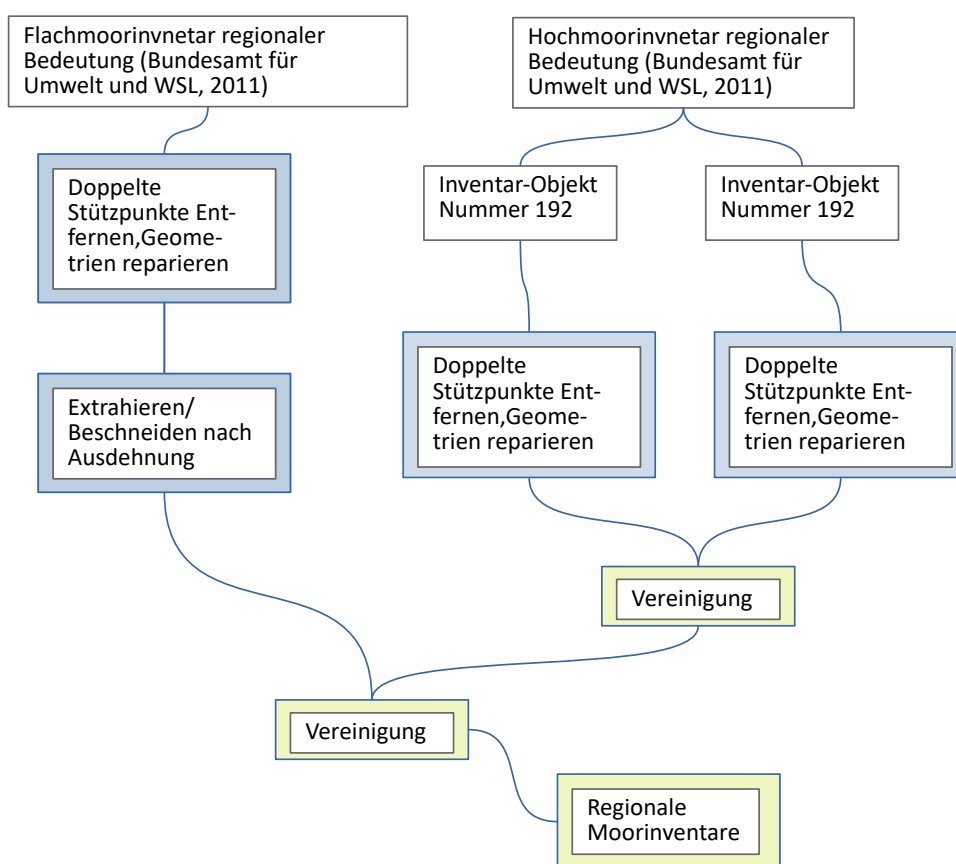 Flachmoorinvnetar regionaler
Bedeutung (Bundesamt für
Umwelt und WSL, 2011)
Hochmoorinvnetar regionaler
Bedeutung (Bundesamt für
Umwelt und WSL, 2011)
Doppelte
Stützpunkte Ent-
fernen,Geome-
trien reparieren
Inventar-Objekt
Nummer 192
Inventar-Objekt
Nummer 192
Extrahieren/
Beschneiden nach
Ausdehnung
Doppelte
Stützpunkte Ent-
fernen,Geome-
trien reparieren
Doppelte
Stützpunkte Ent-
fernen,Geome-
trien reparieren
Vereinigung
Vereinigung
Regionale
Moorinventare